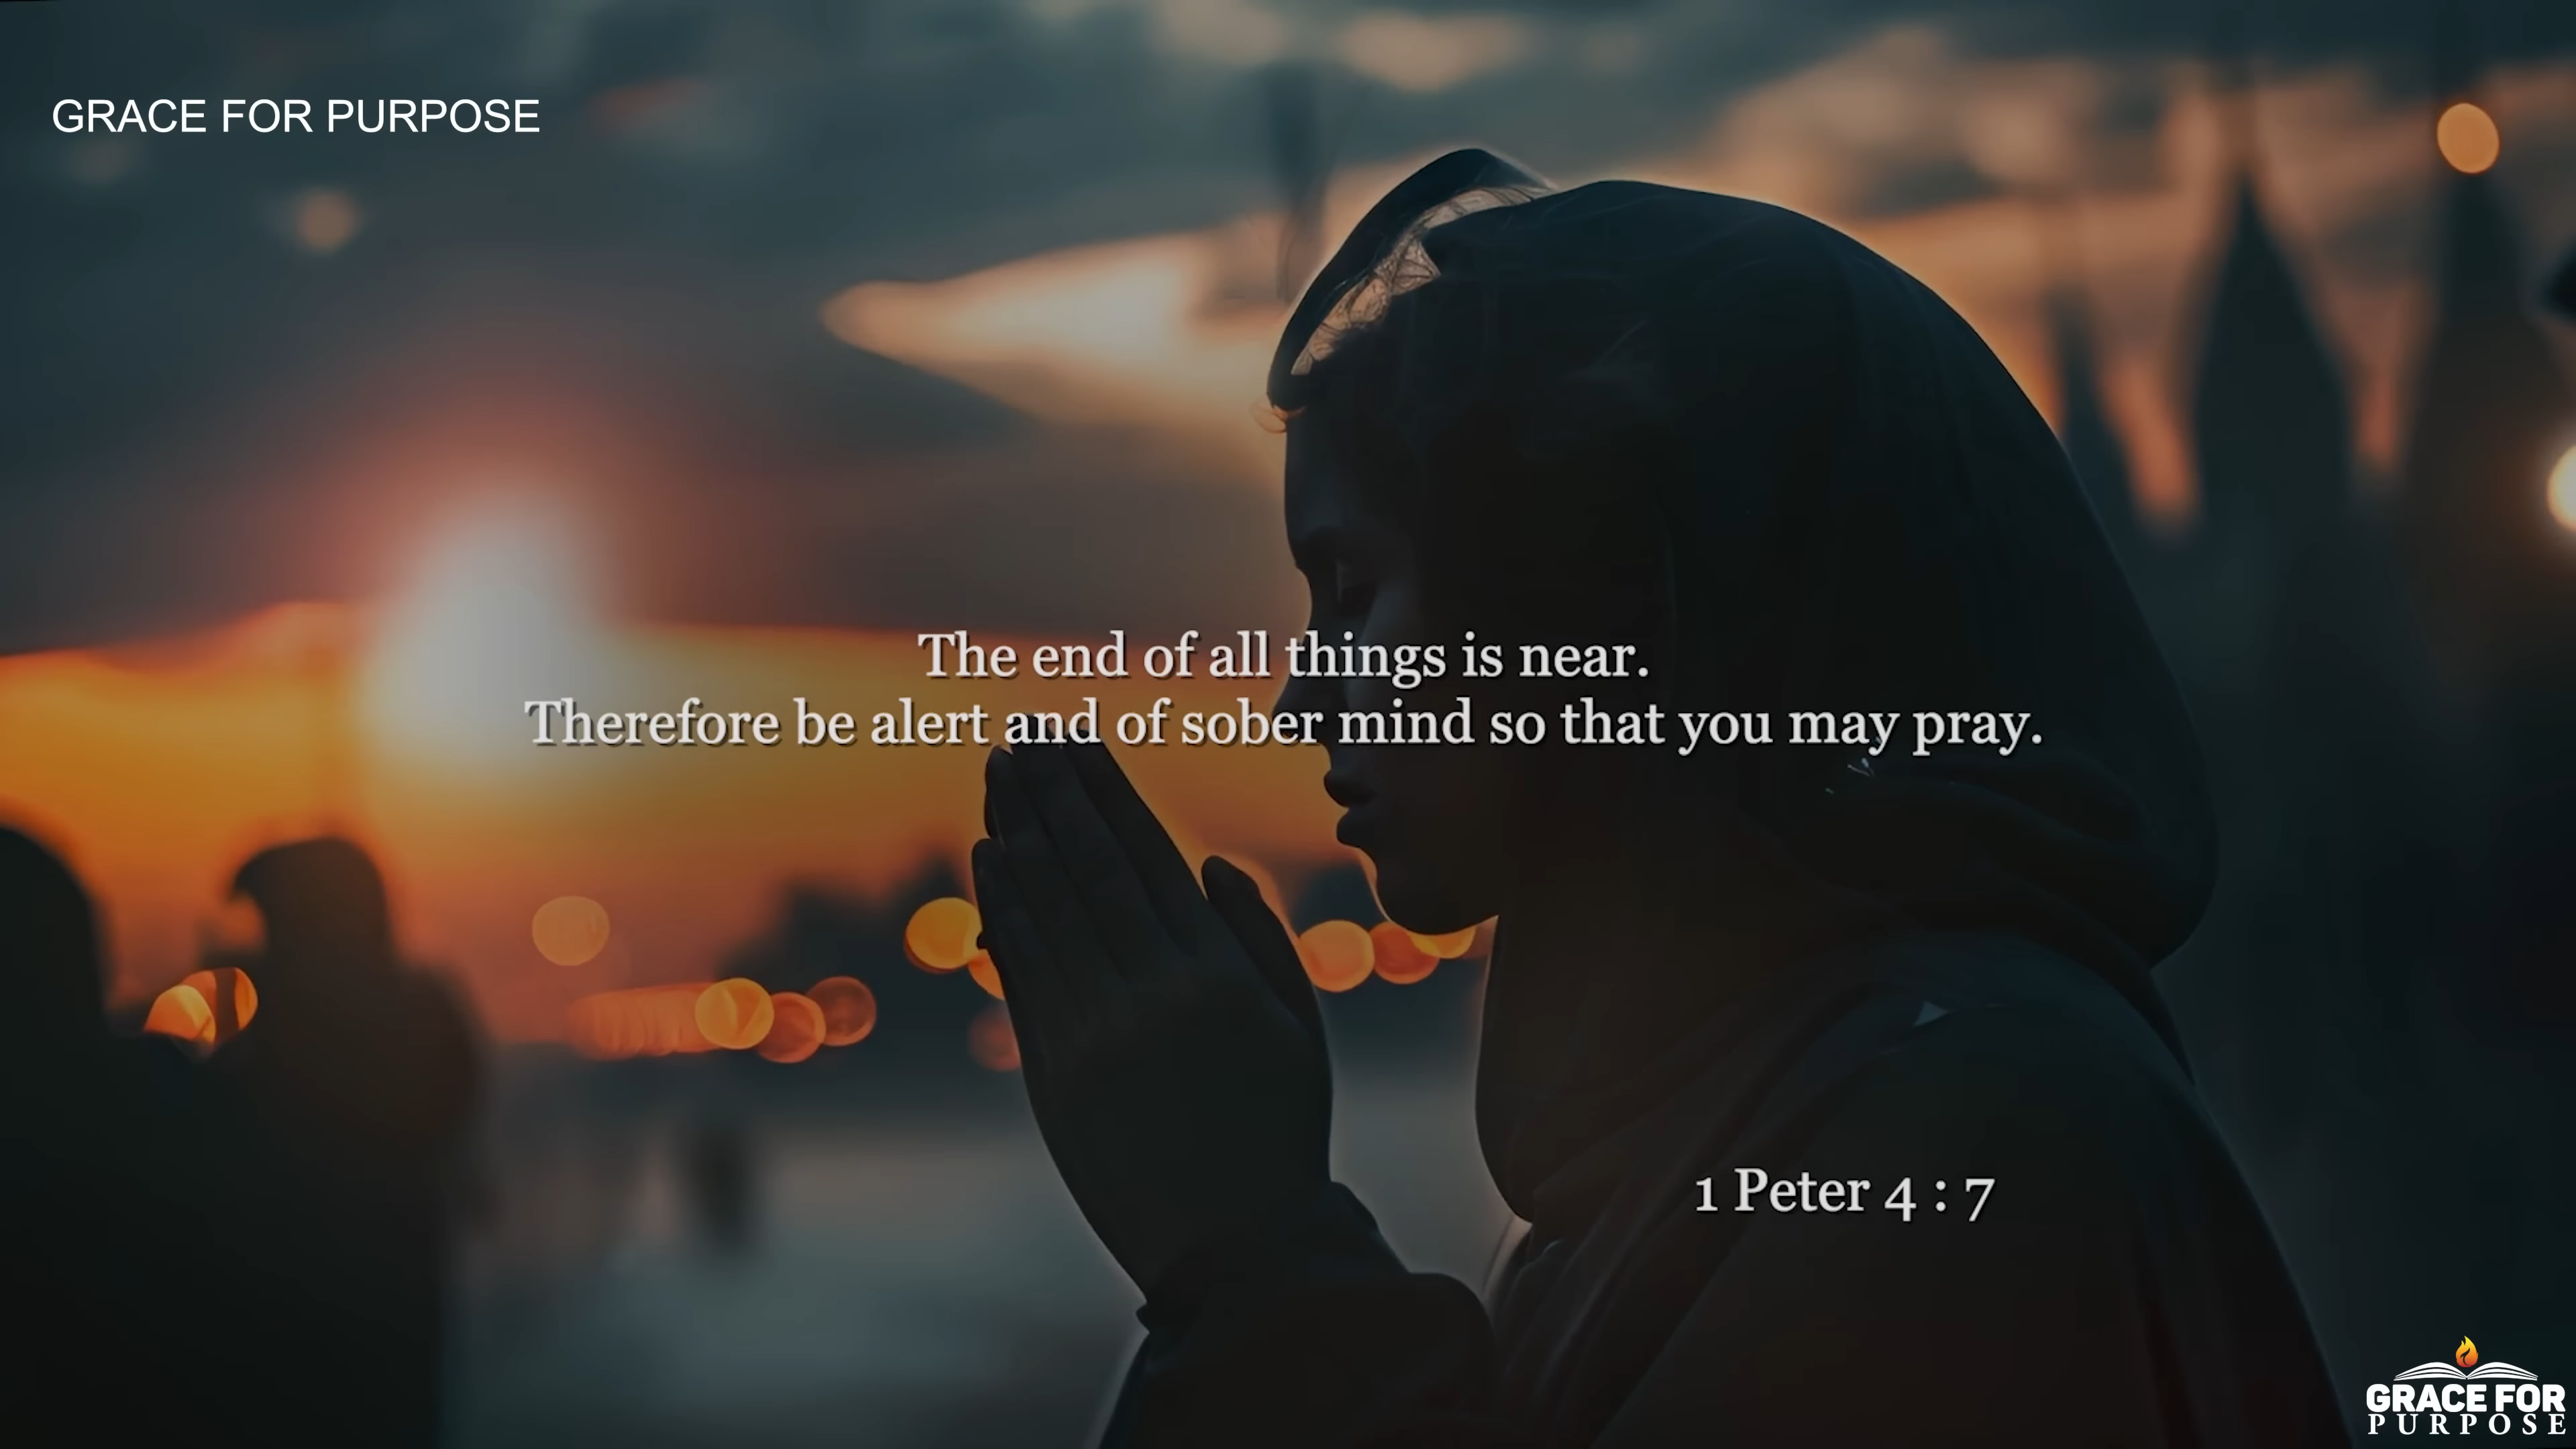 GRACE FOR PURPOSE
The end of all things is near.
Therefore be alert and of sober mind so that you may pray.
1 Peter 4 : 7
GRACE FOR
PURPOSE